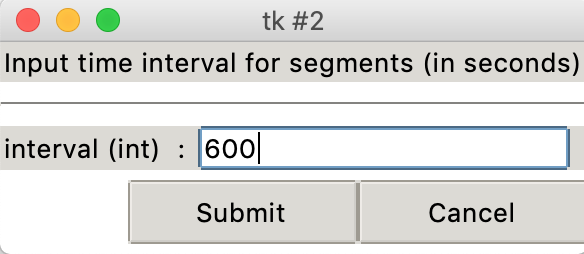 tk #2
Input time interval for segments (in seconds)
interval (int) : 600
Submit Cancel